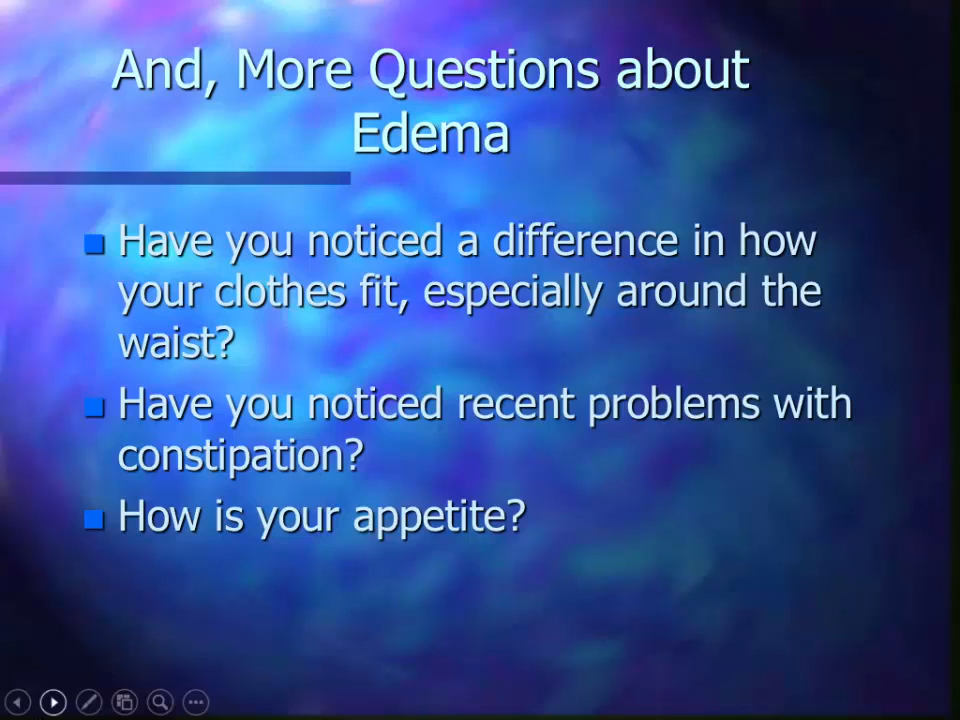 And, More Questions about
Edema
Have you noticed a difference in how
your clothes fit, especially around the
waist?
Have you noticed recent problems with
constipation?
How is your appetite?